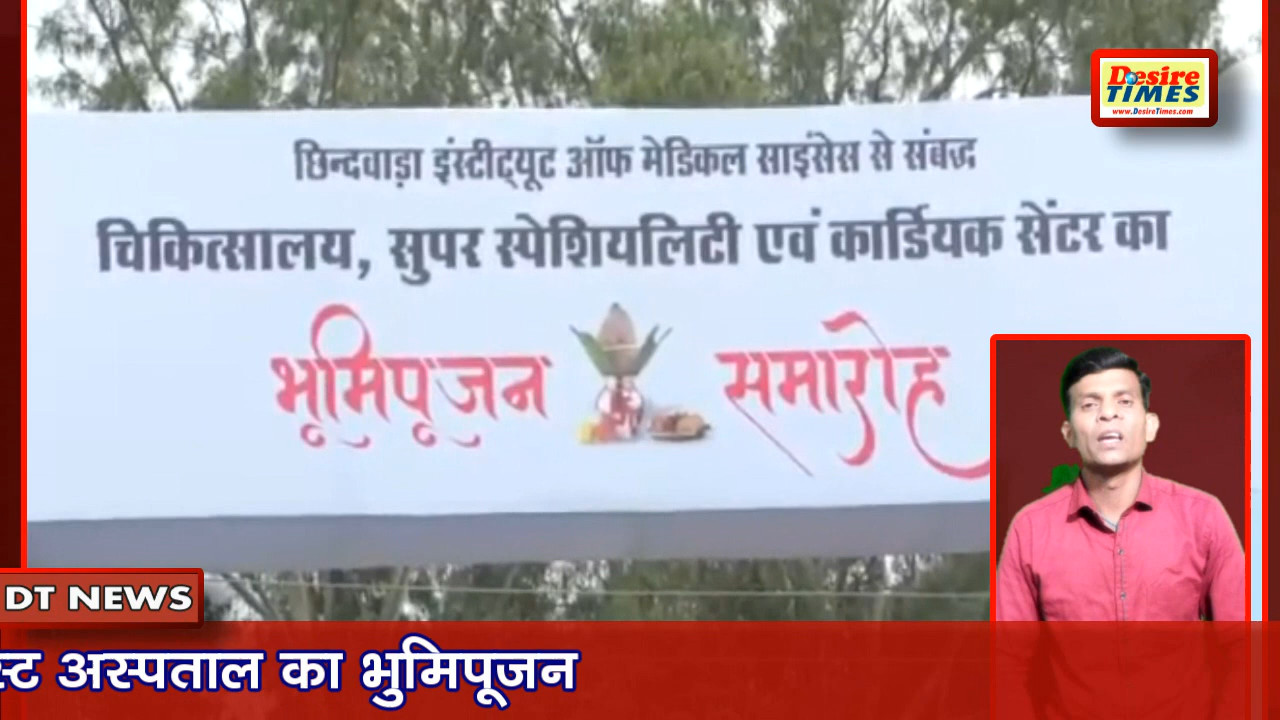 Desire
TIMES
www.DesireTimes.com
छिन्दवाड़ा इंस्टीट्यूट ऑफ मेडिकल साइंसेस से संबद्ध
चिकित्सालय, सुपर स्पेशियलिटी एवं कार्डियक सेंटर का
भूमिपूजन समारोह
DT NEWS
अस्पताल का भुमिपूजन